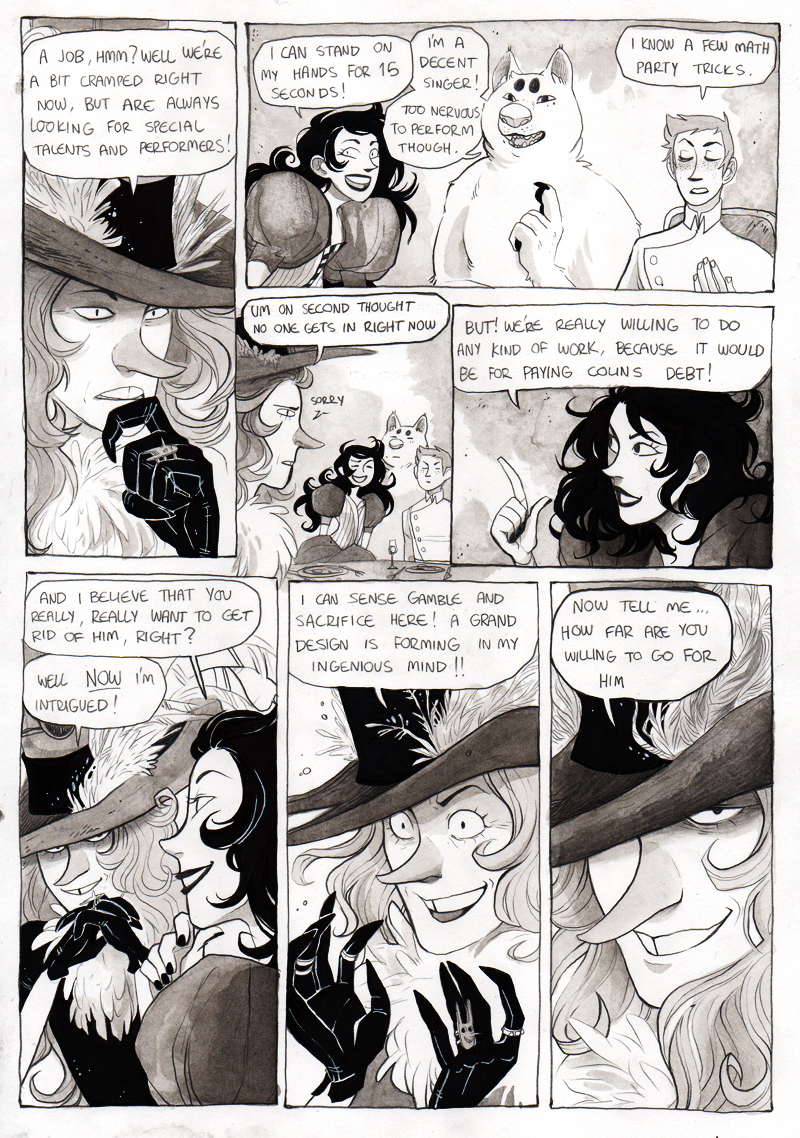 A JOB, HMM? WELL WE'RE
A BIT CRAMPED RIGHT
NOW, BUT ARE ALWAYS
LOOKING FOR SPECIAL
TALENTS AND PERFORMERS!
I CAN STAND ON
MY HANDS FOR 15
SECONDS!
I'M A
DECENT
SINGER!
TOO NERVOUS
TO PERFORM
THOUGH.
I KNOW A FEW MATH
PARTY TRICKS.
UM ON SECOND THOUGHT
NO ONE GETS IN RIGHT NOW
SORRY
BUT! WE'RE REALLY WILLING TO DO
ANY KIND OF WORK, BECAUSE IT WOULD
BE FOR PAYING COLINS DEBT!
AND I BELIEVE THAT YOU
REALLY, REALLY WANT TO GET
RID OF HIM, RIGHT?
WELL NOW I'M
INTRIGUED!
I CAN SENSE GAMBLE AND
SACRIFICE HERE! A GRAND
DESIGN IS FORMING IN MY
INGENIOUS MIND!!
NOW TELL ME...
HOW FAR ARE YOU
WILLING TO GO FOR
HIM